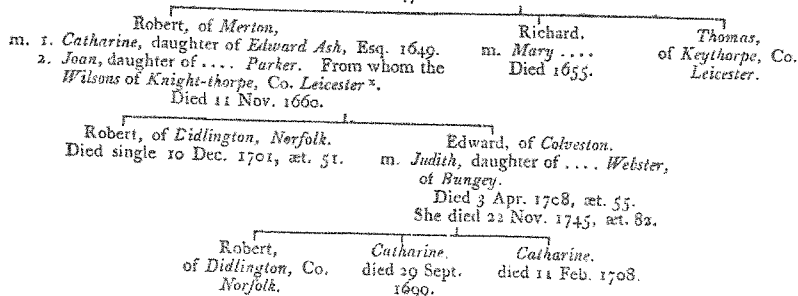 Robert, of Merton,
m. 1. Catharine, daughter of Edward Ash, Esq. 1649.
2. Joan, daughter of .... Parker. From whom the
Wilsons of Knight-thorpe, Co. Leicester x.
Died 11 Nov. 1660.
Richard.
m. Mary ....
Died 1655.
Thomas,
of Keythorpe, Co.
Leicester.
Robert, of Didlington, Norfolk.
Died single 10 Dec. 1701, æt. 51.
Edward, of Colveston.
m. Judith, daughter of .... Webster,
of Bungey.
Died 3 Apr. 1708, æt. 55.
She died 22 Nov. 1745, æt. 82.
Robert,
of Didlington, Co.
Norfolk.
Catharine.
died 29 Sept.
1699.
Catharine.
died 11 Feb. 1708.